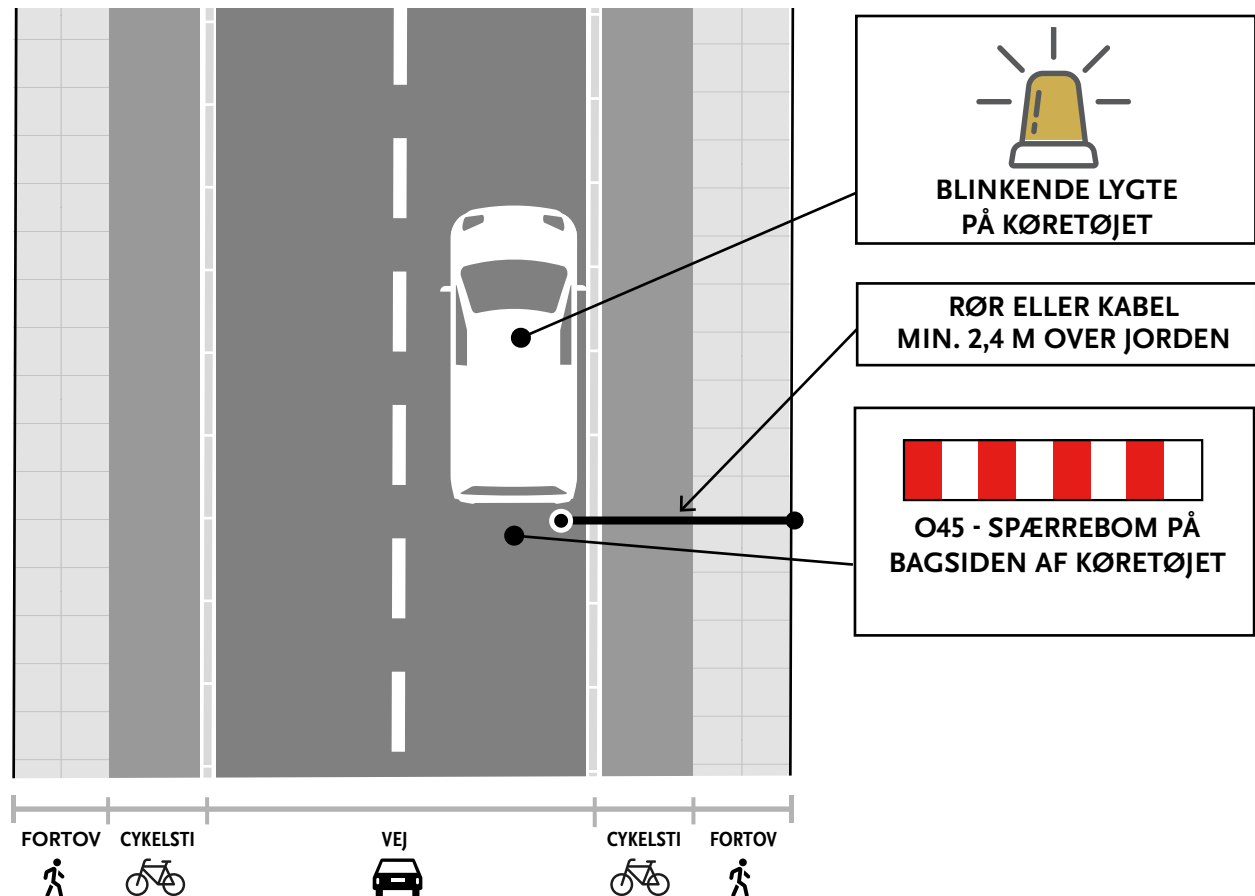 BLINKENDE LYGTE
PÅ KØRETØJET
RØR ELLER KABEL
MIN. 2,4 M OVER JORDEN
O45 - SPÆRREBOM PÅ
BAGSIDEN AF KØRETØJET
FORTOV CYKELSTI VEJ CYKELSTI FORTOV